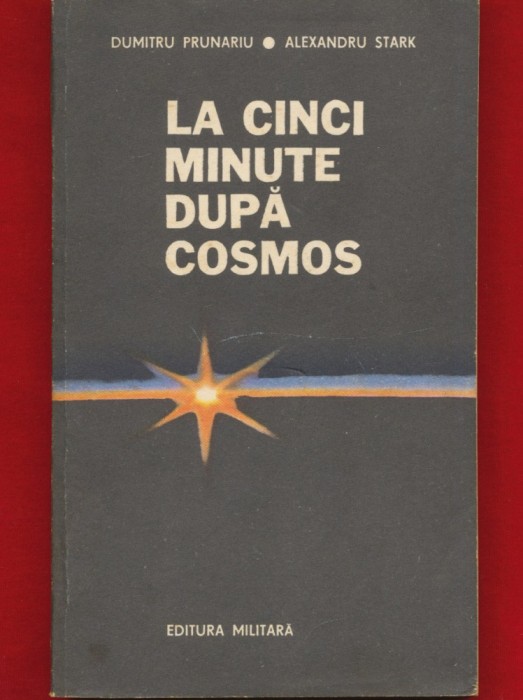 DUMITRU PRUNARIU ● ALEXANDRU STARK
LA CINCI
MINUTE
DUPĂ
COSMOS
EDITURA MILITARĂ